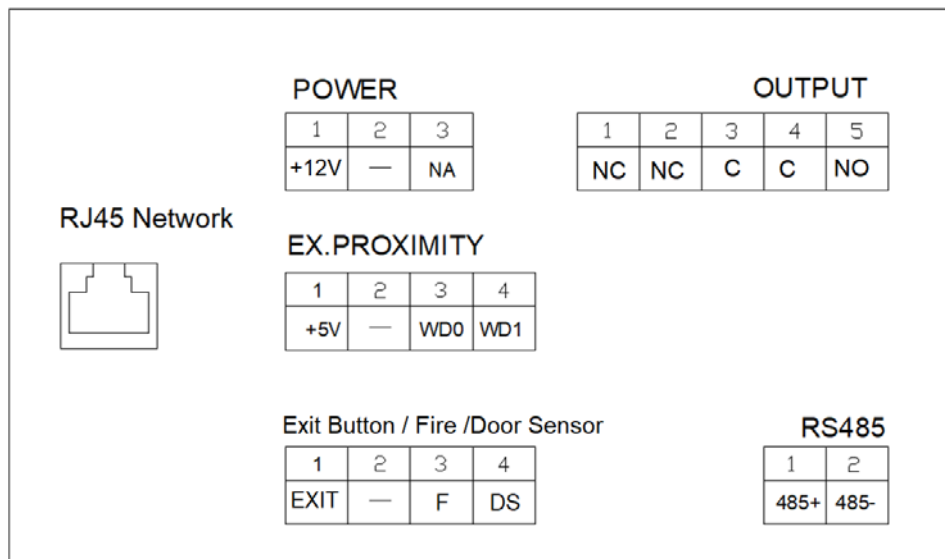 POWER
1 2 3
+12V — NA
OUTPUT
1 2 3 4 5
NC NC C C NO
RJ45 Network
EX.PROXIMITY
1 2 3 4
+5V — WD0 WD1
Exit Button / Fire /Door Sensor
1 2 3 4
EXIT — F DS
RS485
1 2
485+ 485-